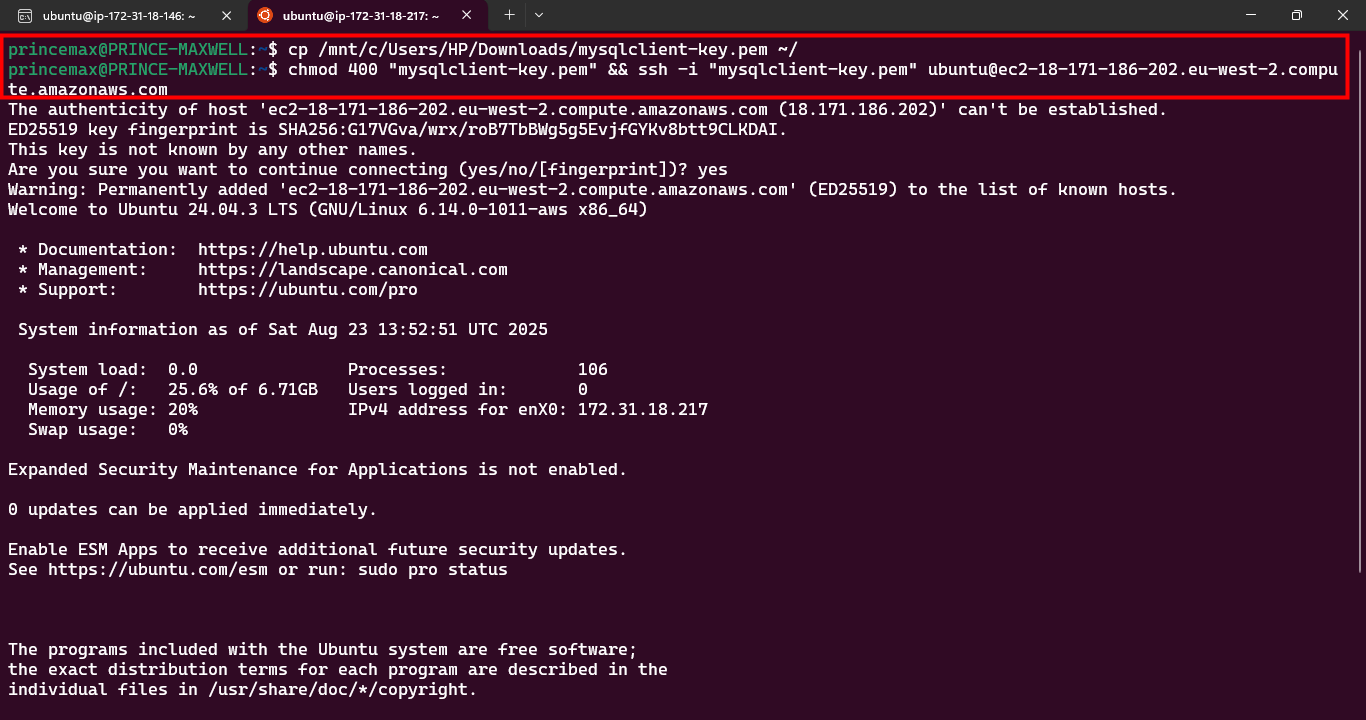 ubuntu@ip-172-31-18-146: ~
ubuntu@ip-172-31-18-217: ~
princemax@PRINCE-MAXWELL:~$ cp /mnt/c/Users/HP/Downloads/mysqlclient-key.pem ~/
princemax@PRINCE-MAXWELL:~$ chmod 400 "mysqlclient-key.pem" && ssh -i "mysqlclient-key.pem" ubuntu@ec2-18-171-186-202.eu-west-2.compu
te.amazonaws.com
The authenticity of host 'ec2-18-171-186-202.eu-west-2.compute.amazonaws.com (18.171.186.202)' can't be established.
ED25519 key fingerprint is SHA256:G17VGva/wrx/roB7TbBWg5g5EvjfGYKv8btt9CLKDAI.
This key is not known by any other names.
Are you sure you want to continue connecting (yes/no/[fingerprint])? yes
Warning: Permanently added 'ec2-18-171-186-202.eu-west-2.compute.amazonaws.com' (ED25519) to the list of known hosts.
Welcome to Ubuntu 24.04.3 LTS (GNU/Linux 6.14.0-1011-aws x86_64)

 * Documentation:  https://help.ubuntu.com
 * Management:     https://landscape.canonical.com
 * Support:        https://ubuntu.com/pro

 System information as of Sat Aug 23 13:52:51 UTC 2025

  System load:  0.0               Processes:             106
  Usage of /:   25.6% of 6.71GB   Users logged in:       0
  Memory usage: 20%               IPv4 address for enX0: 172.31.18.217
  Swap usage:   0%

Expanded Security Maintenance for Applications is not enabled.

0 updates can be applied immediately.

Enable ESM Apps to receive additional future security updates.
See https://ubuntu.com/esm or run: sudo pro status

The programs included with the Ubuntu system are free software;
the exact distribution terms for each program are described in the
individual files in /usr/share/doc/*/copyright.